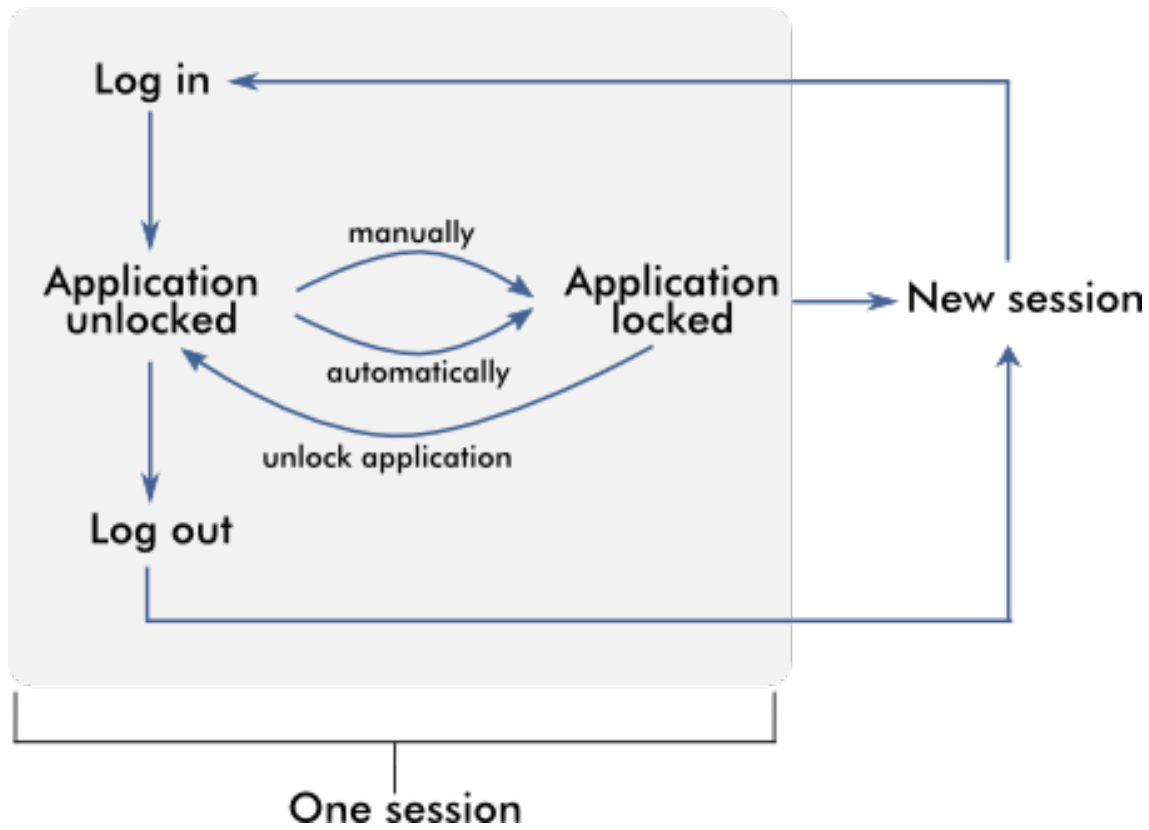 Log in
manually
Application
unlocked
Application
locked
New session
automatically
unlock application
Log out
One session